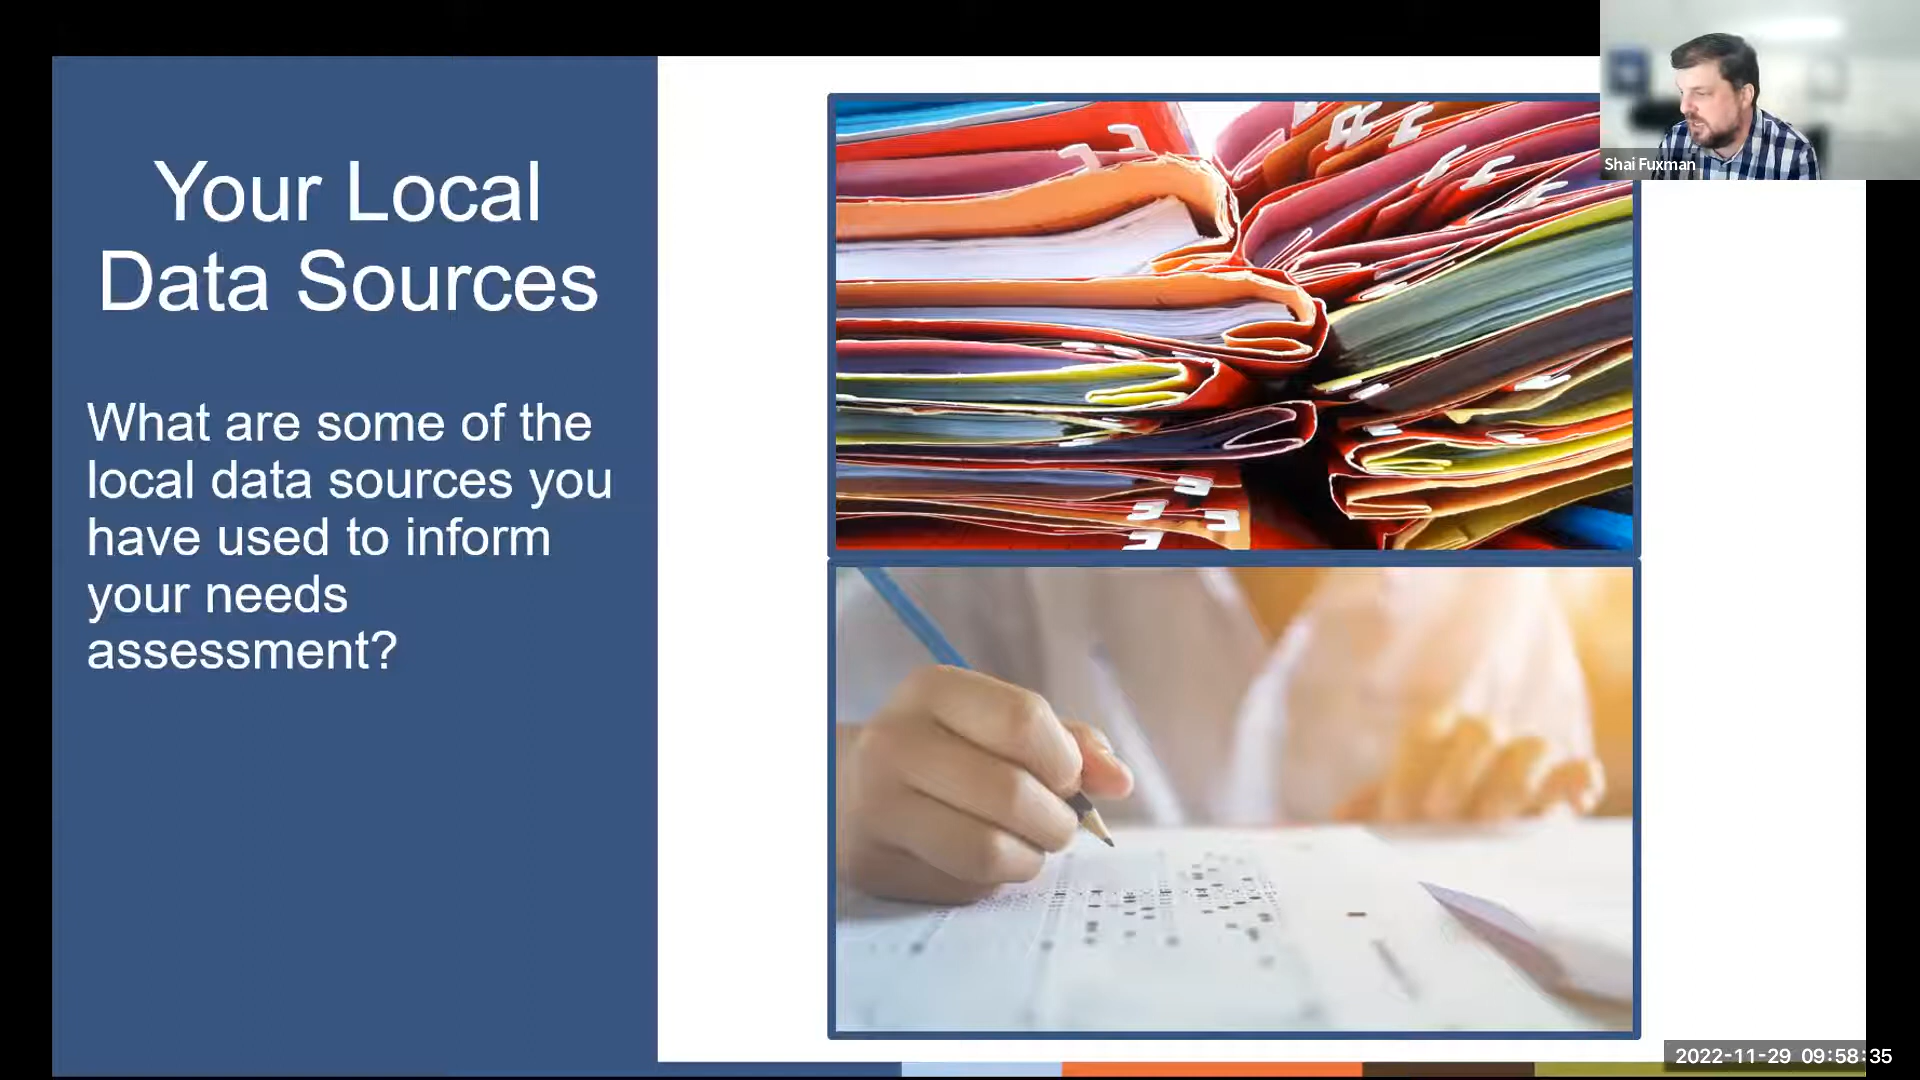 Your Local
Data Sources
What are some of the
local data sources you
have used to inform
your needs
assessment?
Shai Fuxman
2022-11-29 09:58:35